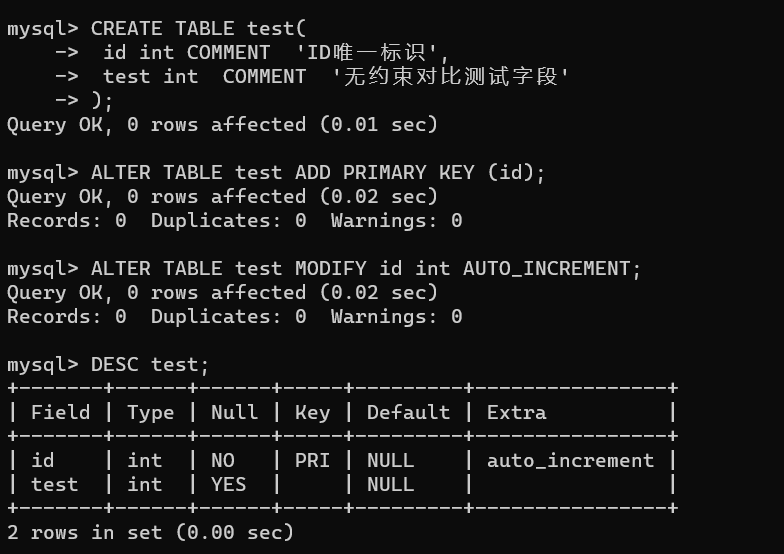 mysql> CREATE TABLE test(
    ->  id int COMMENT  'ID唯一标识',
    ->  test int  COMMENT  '无约束对比测试字段'
    -> );
Query OK, 0 rows affected (0.01 sec)

mysql> ALTER TABLE test ADD PRIMARY KEY (id);
Query OK, 0 rows affected (0.02 sec)
Records: 0  Duplicates: 0  Warnings: 0

mysql> ALTER TABLE test MODIFY id int AUTO_INCREMENT;
Query OK, 0 rows affected (0.02 sec)
Records: 0  Duplicates: 0  Warnings: 0

mysql> DESC test;
+-------+------+------+-----+---------+----------------+
| Field | Type | Null | Key | Default | Extra          |
+-------+------+------+-----+---------+----------------+
| id    | int  | NO   | PRI | NULL    | auto_increment |
| test  | int  | YES  |     | NULL    |                |
+-------+------+------+-----+---------+----------------+
2 rows in set (0.00 sec)